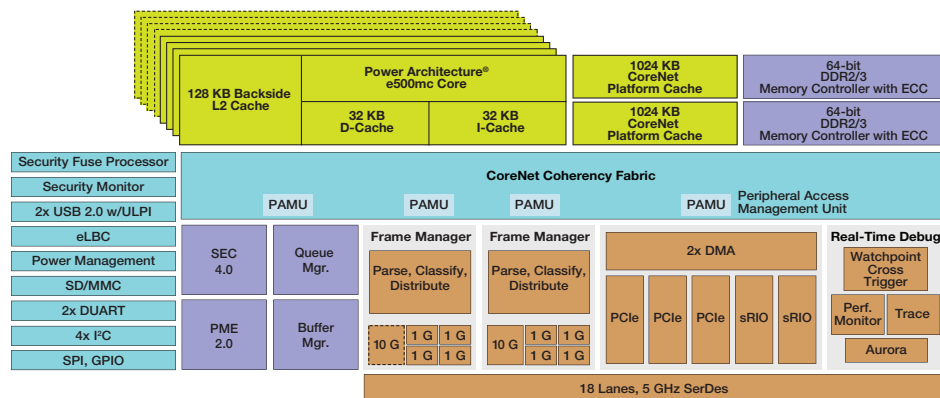 128 KB Backside
L2 Cache
Power Architecture®
e500mc Core
32 KB
D-Cache
32 KB
I-Cache
1024 KB
CoreNet
Platform Cache
1024 KB
CoreNet
Platform Cache
64-bit
DDR2/3
Memory Controller with ECC
64-bit
DDR2/3
Memory Controller with ECC
Security Fuse Processor
Security Monitor
2x USB 2.0 w/ULPI
eLBC
Power Management
SD/MMC
2x DUART
4x I²C
SPI, GPIO
CoreNet Coherency Fabric
PAMU
PAMU
PAMU
PAMU
Peripheral Access
Management Unit
SEC
4.0
Queue
Mgr.
PME
2.0
Buffer
Mgr.
Frame Manager
Parse, Classify,
Distribute
10 G
1 G
1 G
1 G
1 G
Frame Manager
Parse, Classify,
Distribute
10 G
1 G
1 G
1 G
1 G
2x DMA
PCIe
PCIe
PCIe
sRIO
sRIO
Real-Time Debug
Watchpoint
Cross
Trigger
Perf.
Monitor
Trace
Aurora
18 Lanes, 5 GHz SerDes